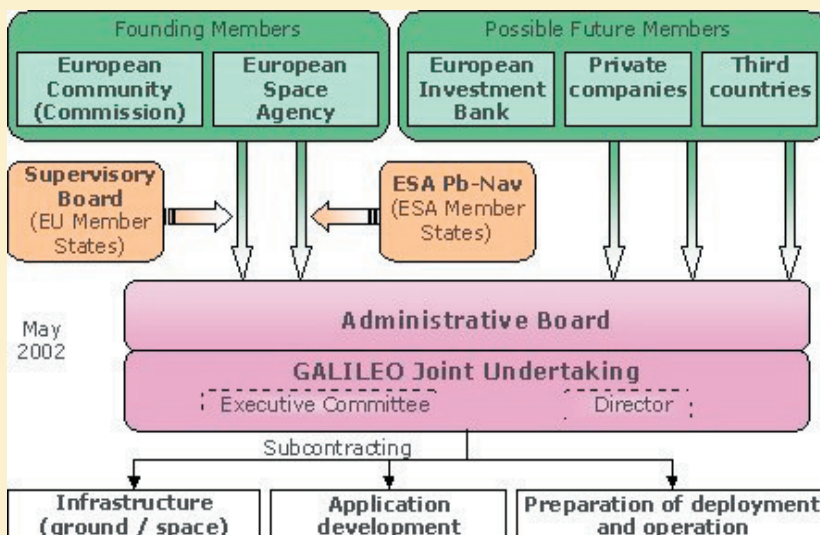 Founding Members
European
Community
(Commission)
European
Space
Agency
Possible Future Members
European
Investment
Bank
Private
companies
Third
countries
Supervisory
Board
(EU Member
States)
ESA Pb-Nav
(ESA Member
States)
May
2002
Administrative Board
GALILEO Joint Undertaking
Executive Committee
Director
Subcontracting
Infrastructure
(ground / space)
Application
development
Preparation of deployment
and operation